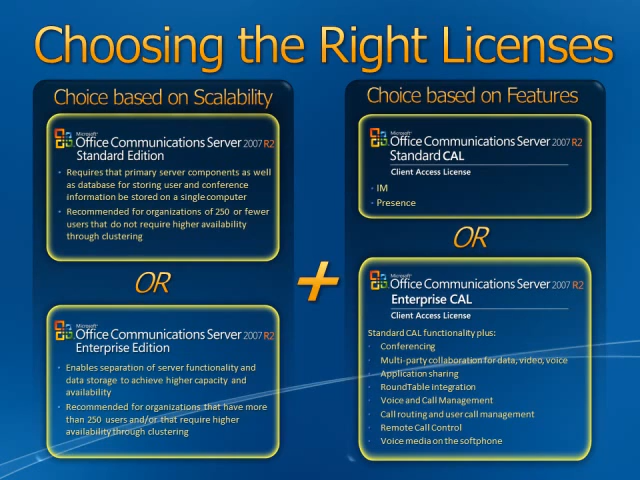 Choosing the Right Licenses
Choice based on Scalability
Microsoft
Office Communications Server 2007 R2
Standard Edition
• Requires that primary server components as well
as database for storing user and conference
information be stored on a single computer
• Recommended for organizations of 250 or fewer
users that do not require higher availability
through clustering
OR
Microsoft
Office Communications Server 2007 R2
Enterprise Edition
• Enables separation of server functionality and
data storage to achieve higher capacity and
availability
• Recommended for organizations that have more
than 250 users and/or that require higher
availability through clustering
+
Choice based on Features
Microsoft
Office Communications Server 2007 R2
Standard CAL
Client Access License
• IM
• Presence
OR
Microsoft
Office Communications Server 2007 R2
Enterprise CAL
Client Access License
Standard CAL functionality plus:
· Conferencing
· Multi-party collaboration for data, video, voice
· Application sharing
· RoundTable integration
· Voice and Call Management
· Call routing and user call management
· Remote Call Control
· Voice media on the softphone